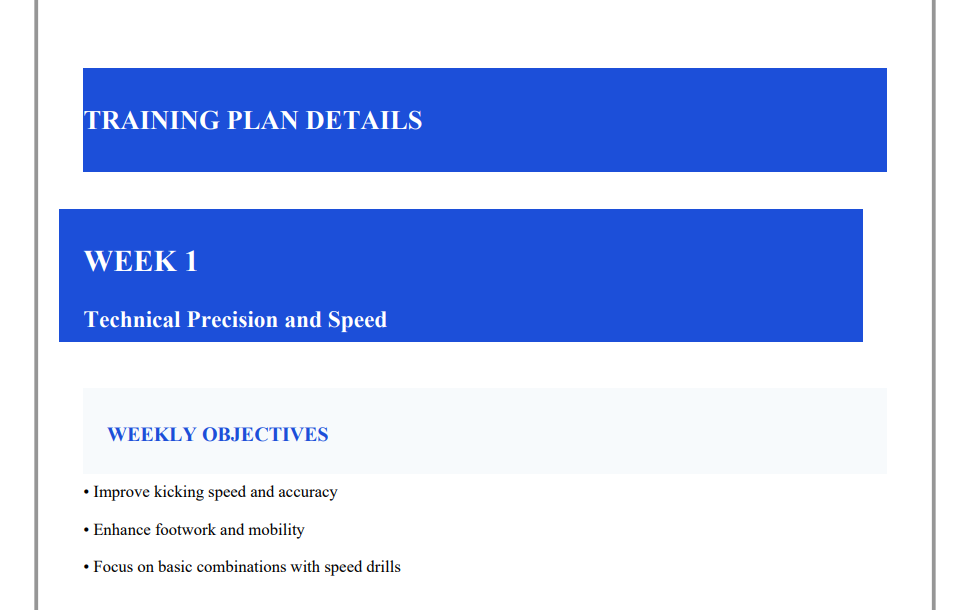 TRAINING PLAN DETAILS
WEEK 1
Technical Precision and Speed
WEEKLY OBJECTIVES
• Improve kicking speed and accuracy
• Enhance footwork and mobility
• Focus on basic combinations with speed drills